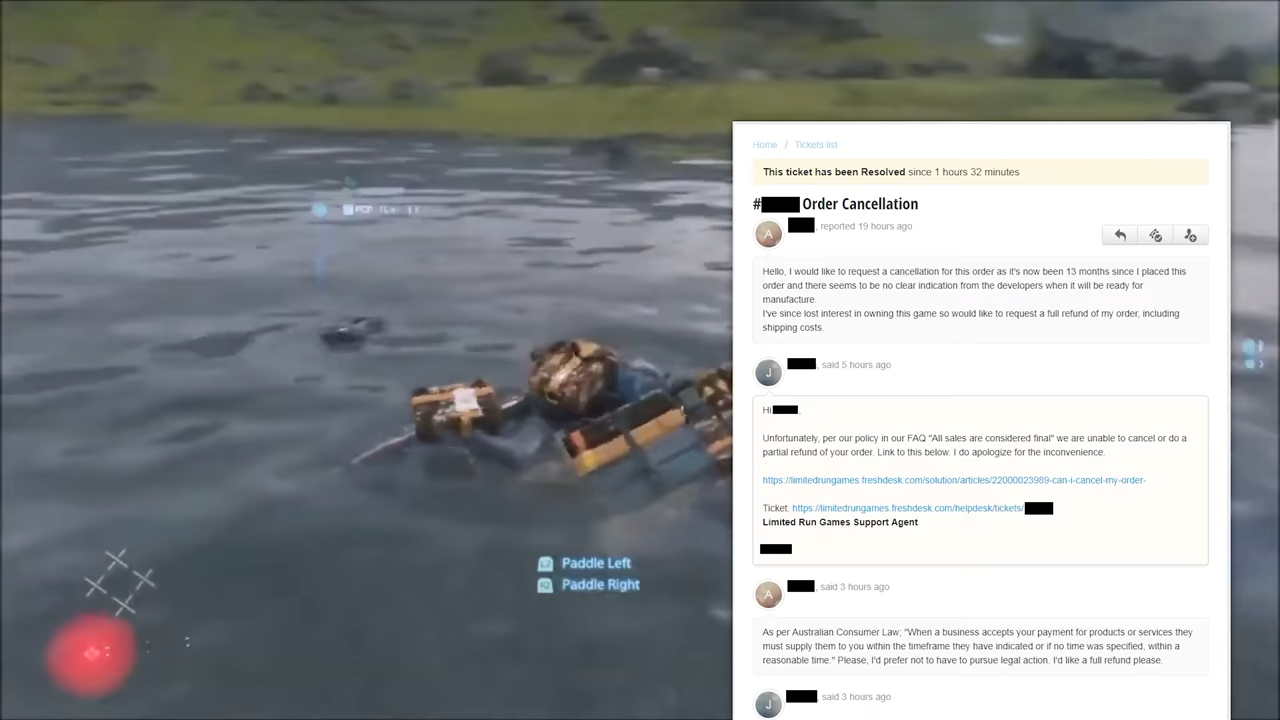 Home / Tickets list
This ticket has been Resolved since 1 hours 32 minutes
# Order Cancellation
A
, reported 19 hours ago
Hello, I would like to request a cancellation for this order as it's now been 13 months since I placed this
order and there seems to be no clear indication from the developers when it will be ready for
manufacture.
I've since lost interest in owning this game so would like to request a full refund of my order, including
shipping costs.
J
, said 5 hours ago
Hi ,
Unfortunately, per our policy in our FAQ "All sales are considered final" we are unable to cancel or do a
partial refund of your order. Link to this below. I do apologize for the inconvenience.
https://limitedrungames.freshdesk.com/solution/articles/22000023989-can-i-cancel-my-order-
Ticket: https://limitedrungames.freshdesk.com/helpdesk/tickets/
Limited Run Games Support Agent
Paddle Left
Paddle Right
A
, said 3 hours ago
As per Australian Consumer Law; "When a business accepts your payment for products or services they
must supply them to you within the timeframe they have indicated or if no time was specified, within a
reasonable time." Please, I'd prefer not to have to pursue legal action. I'd like a full refund please.
J
, said 3 hours ago